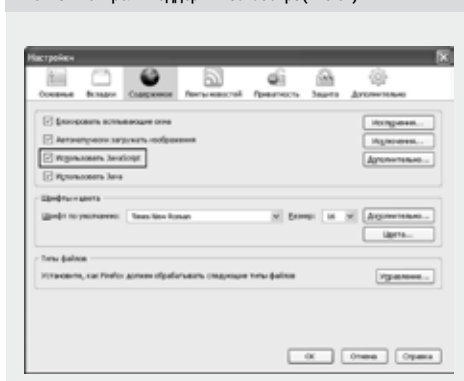 Настройки
Основные Вкладки Содержимое Ленты новостей Приватность Защита Дополнительно
Блокировать всплывающие окна Исключения...
Автоматически загружать изображения Исключения...
Использовать JavaScript Дополнительно...
Использовать Java
Шрифты и цвета
Шрифт по умолчанию: Times New Roman Размер: 16 Дополнительно...
Цвета...
Типы файлов
Установите, как Firefox должен обрабатывать следующие типы файлов Управление...
ОК Отмена Справка